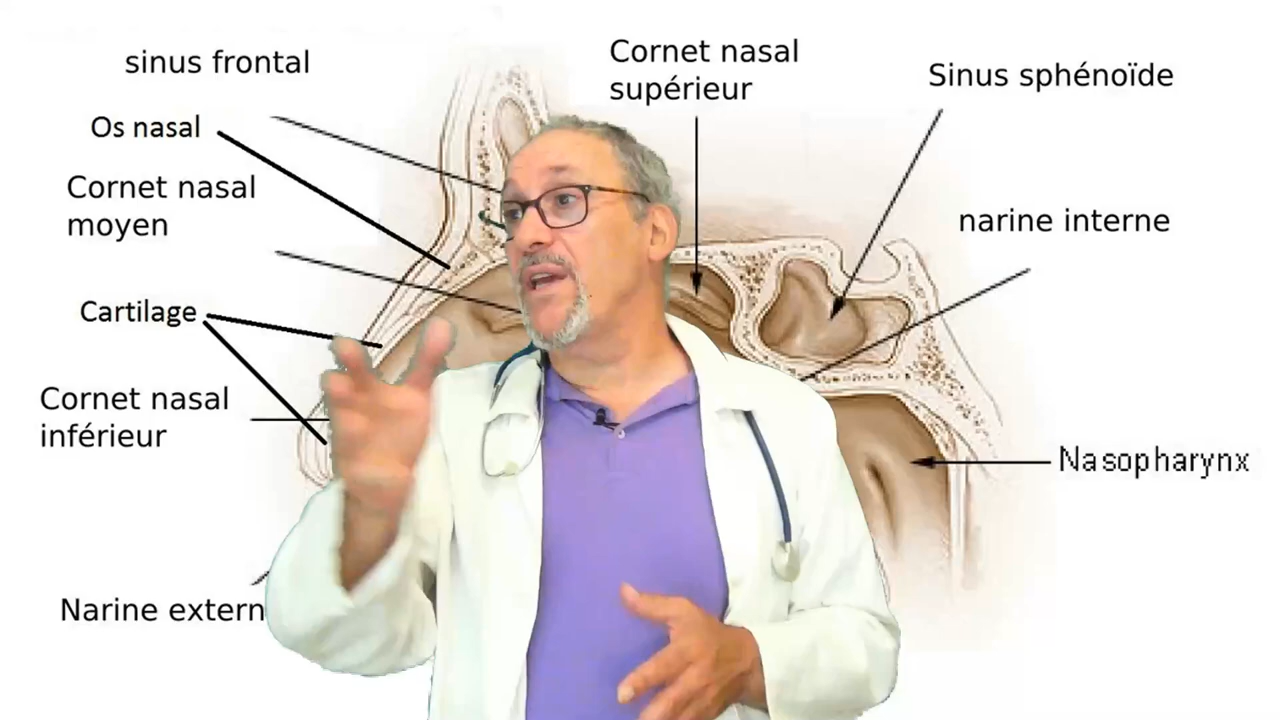 sinus frontal
Os nasal
Cornet nasal
moyen
Cartilage
Cornet nasal
inférieur
Narine extern
Cornet nasal
supérieur
Sinus sphénoïde
narine interne
Nasopharynx